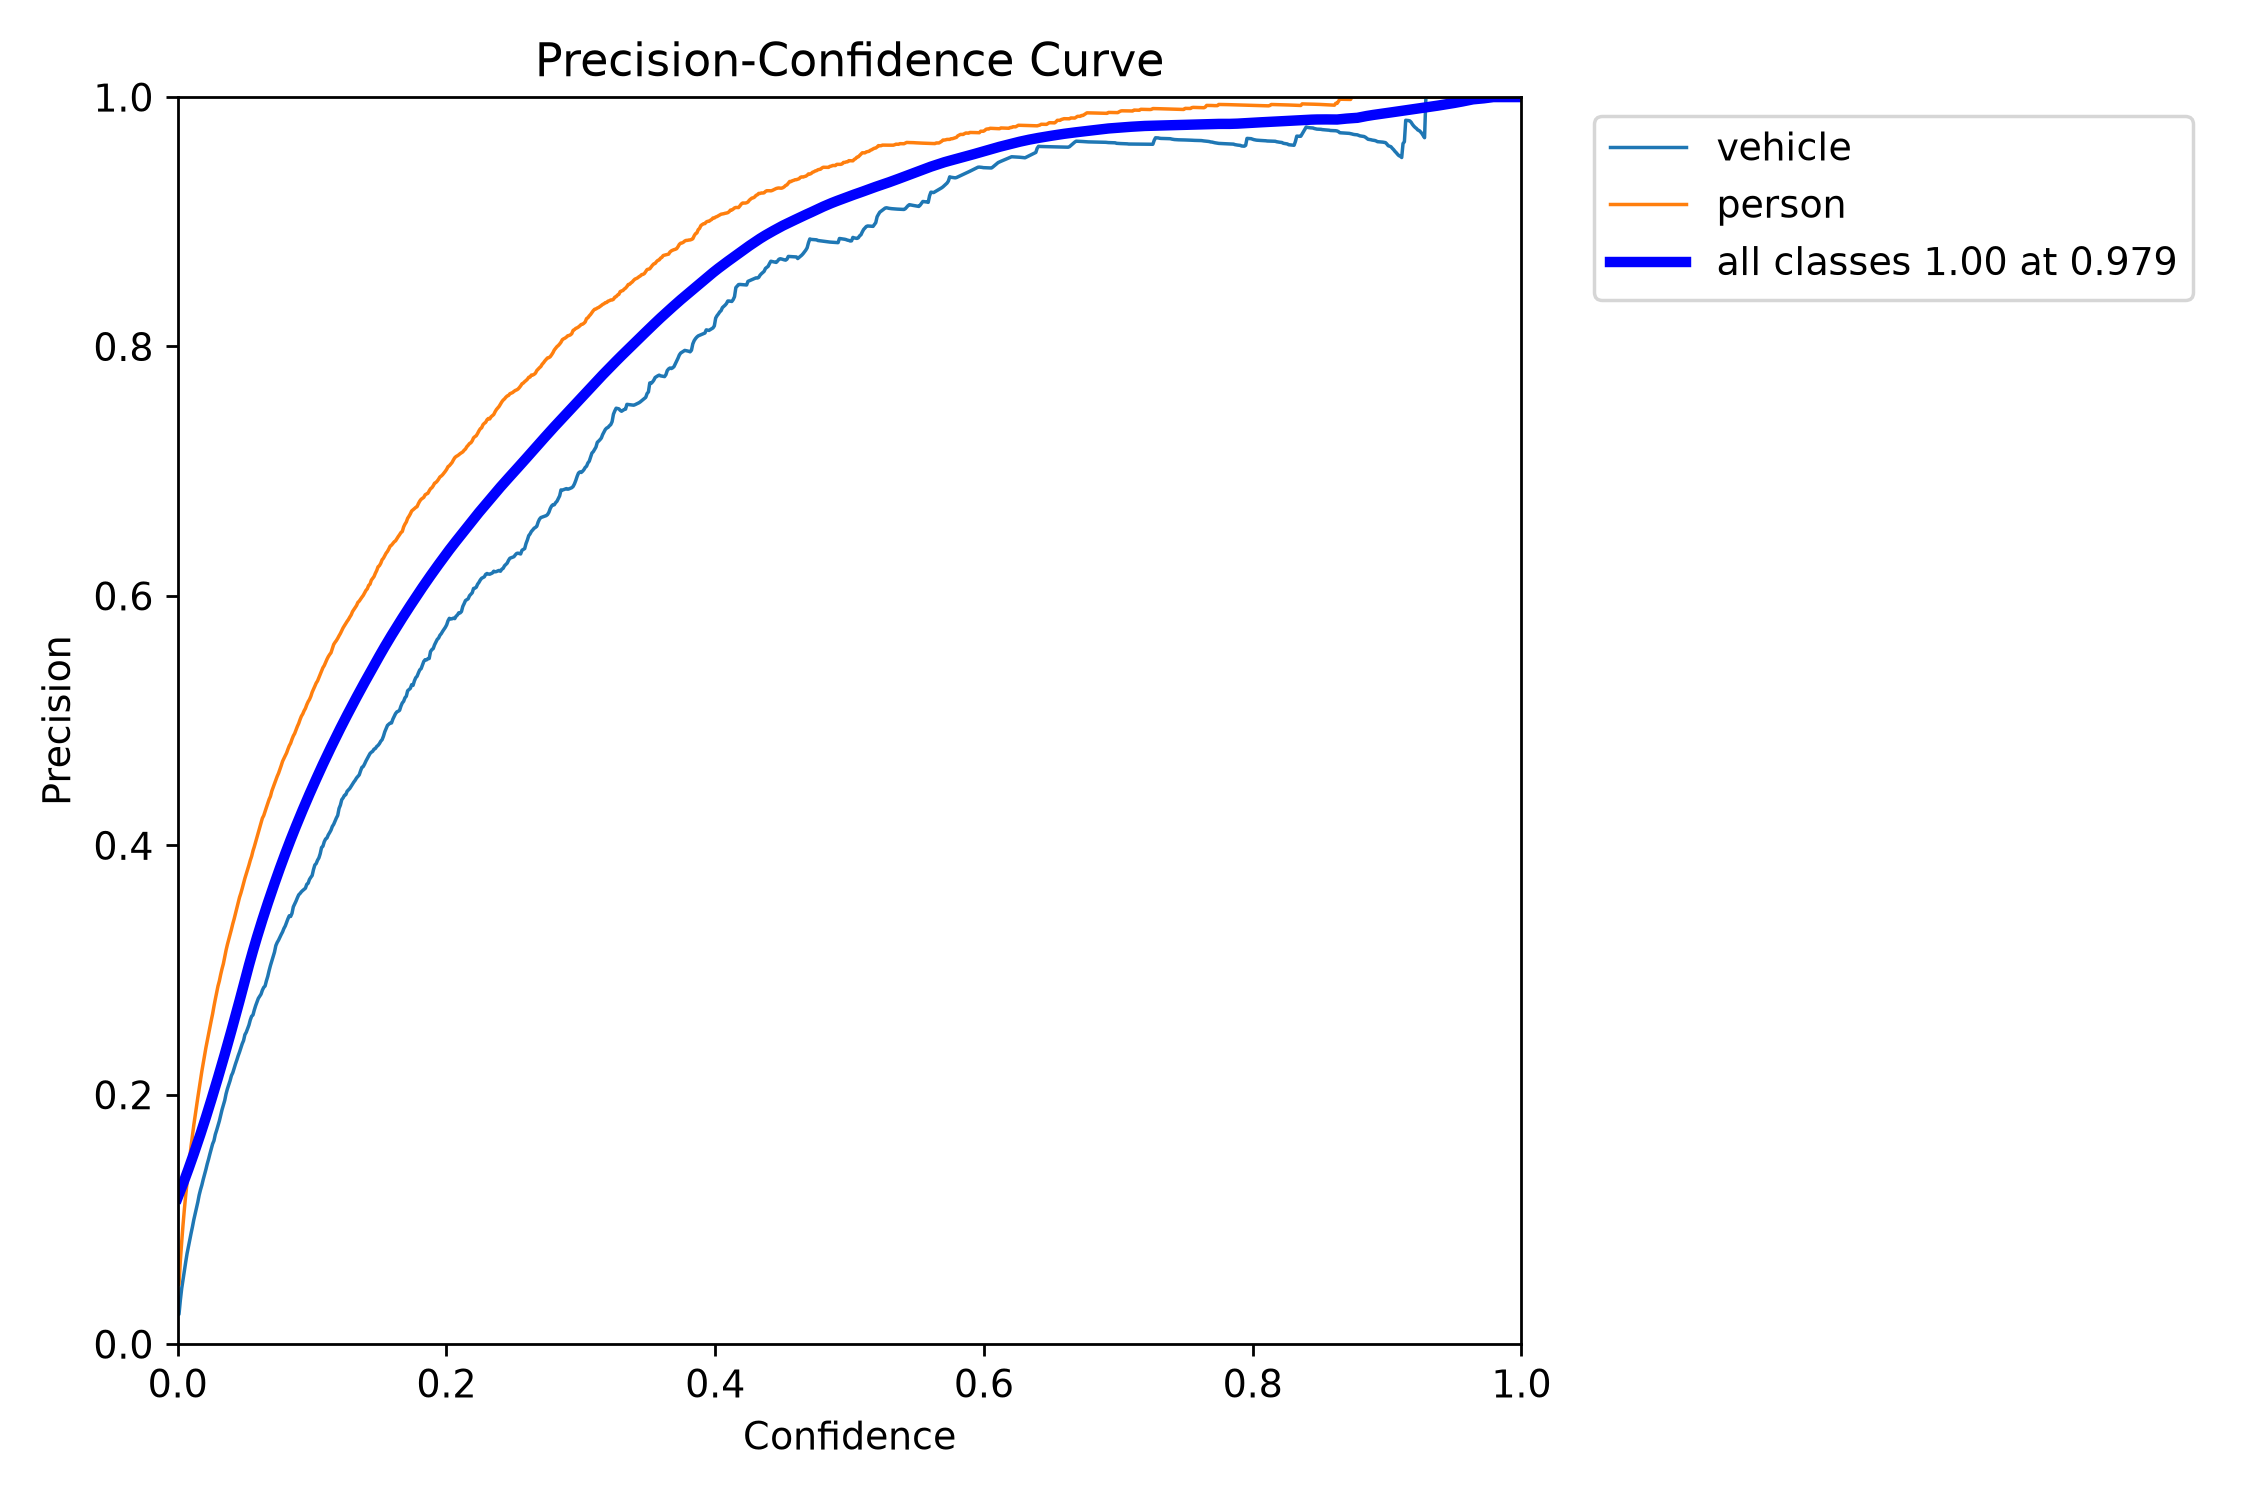 Precision-Confidence Curve
1.0
0.8
0.6
0.4
0.2
0.0
Precision
0.0 0.2 0.4 0.6 0.8 1.0
Confidence
vehicle
person
all classes 1.00 at 0.979